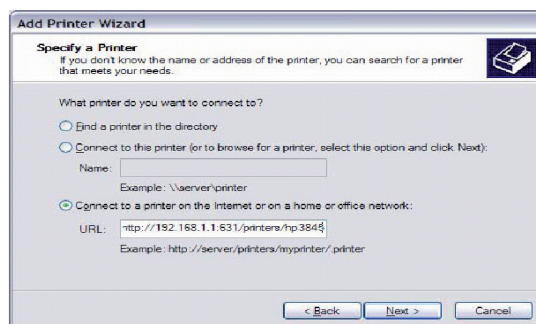 Add Printer Wizard
Specify a Printer
If you don't know the name or address of the printer, you can search for a printer
that meets your needs.
What printer do you want to connect to?
Find a printer in the directory
Connect to this printer (or to browse for a printer, select this option and click Next):
Name:
Example: \\server\printer
Connect to a printer on the Internet or on a home or office network:
URL: http://192.168.1.1:631/printers/hp3845
Example: http://server/printers/myprinter/.printer
< Back Next > Cancel